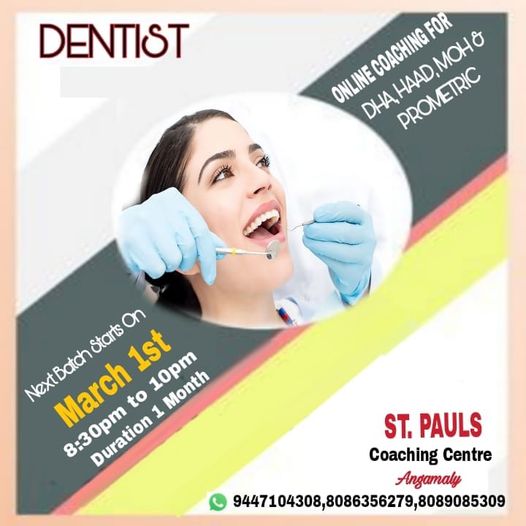 DENTIST
ONLINE COACHING FOR
DHA, HAAD, MOH &
PROMETRIC
Next Batch Starts On
March 1st
8:30pm to 10pm
Duration 1 Month
ST. PAULS
Coaching Centre
Angamaly
9447104308,8086356279,8089085309